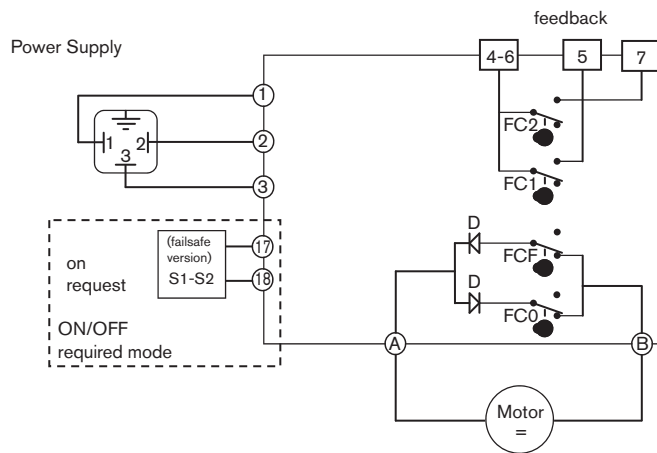 feedback
Power Supply
4-6
5
7
1
1
2
2
FC2
3
3
FC1
D
(failsafe
version)
17
on
request
S1-S2
18
FCF
D
FC0
ON/OFF
required mode
A
B
Motor
=